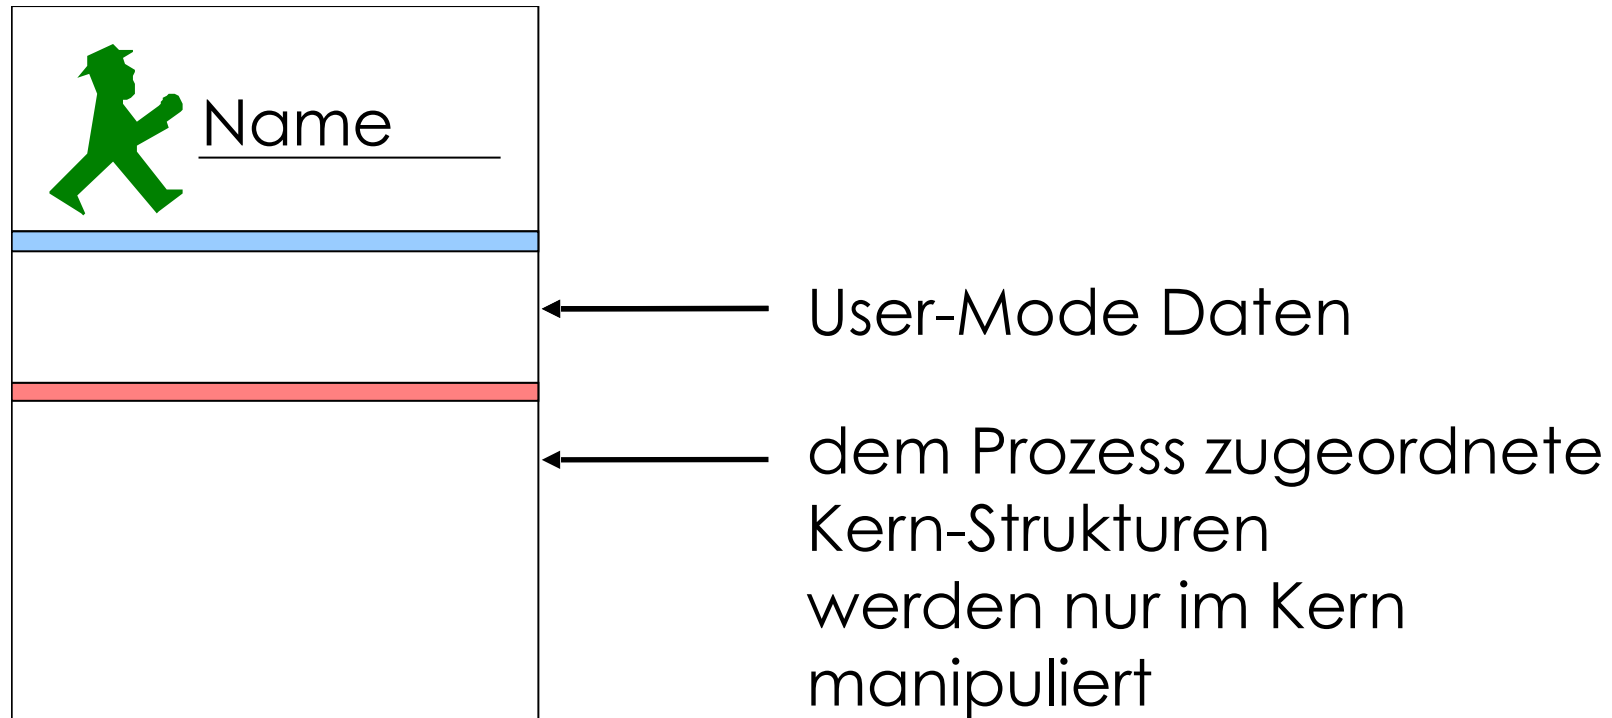 Name
User-Mode Daten
dem Prozess zugeordnete
Kern-Strukturen
werden nur im Kern
manipuliert